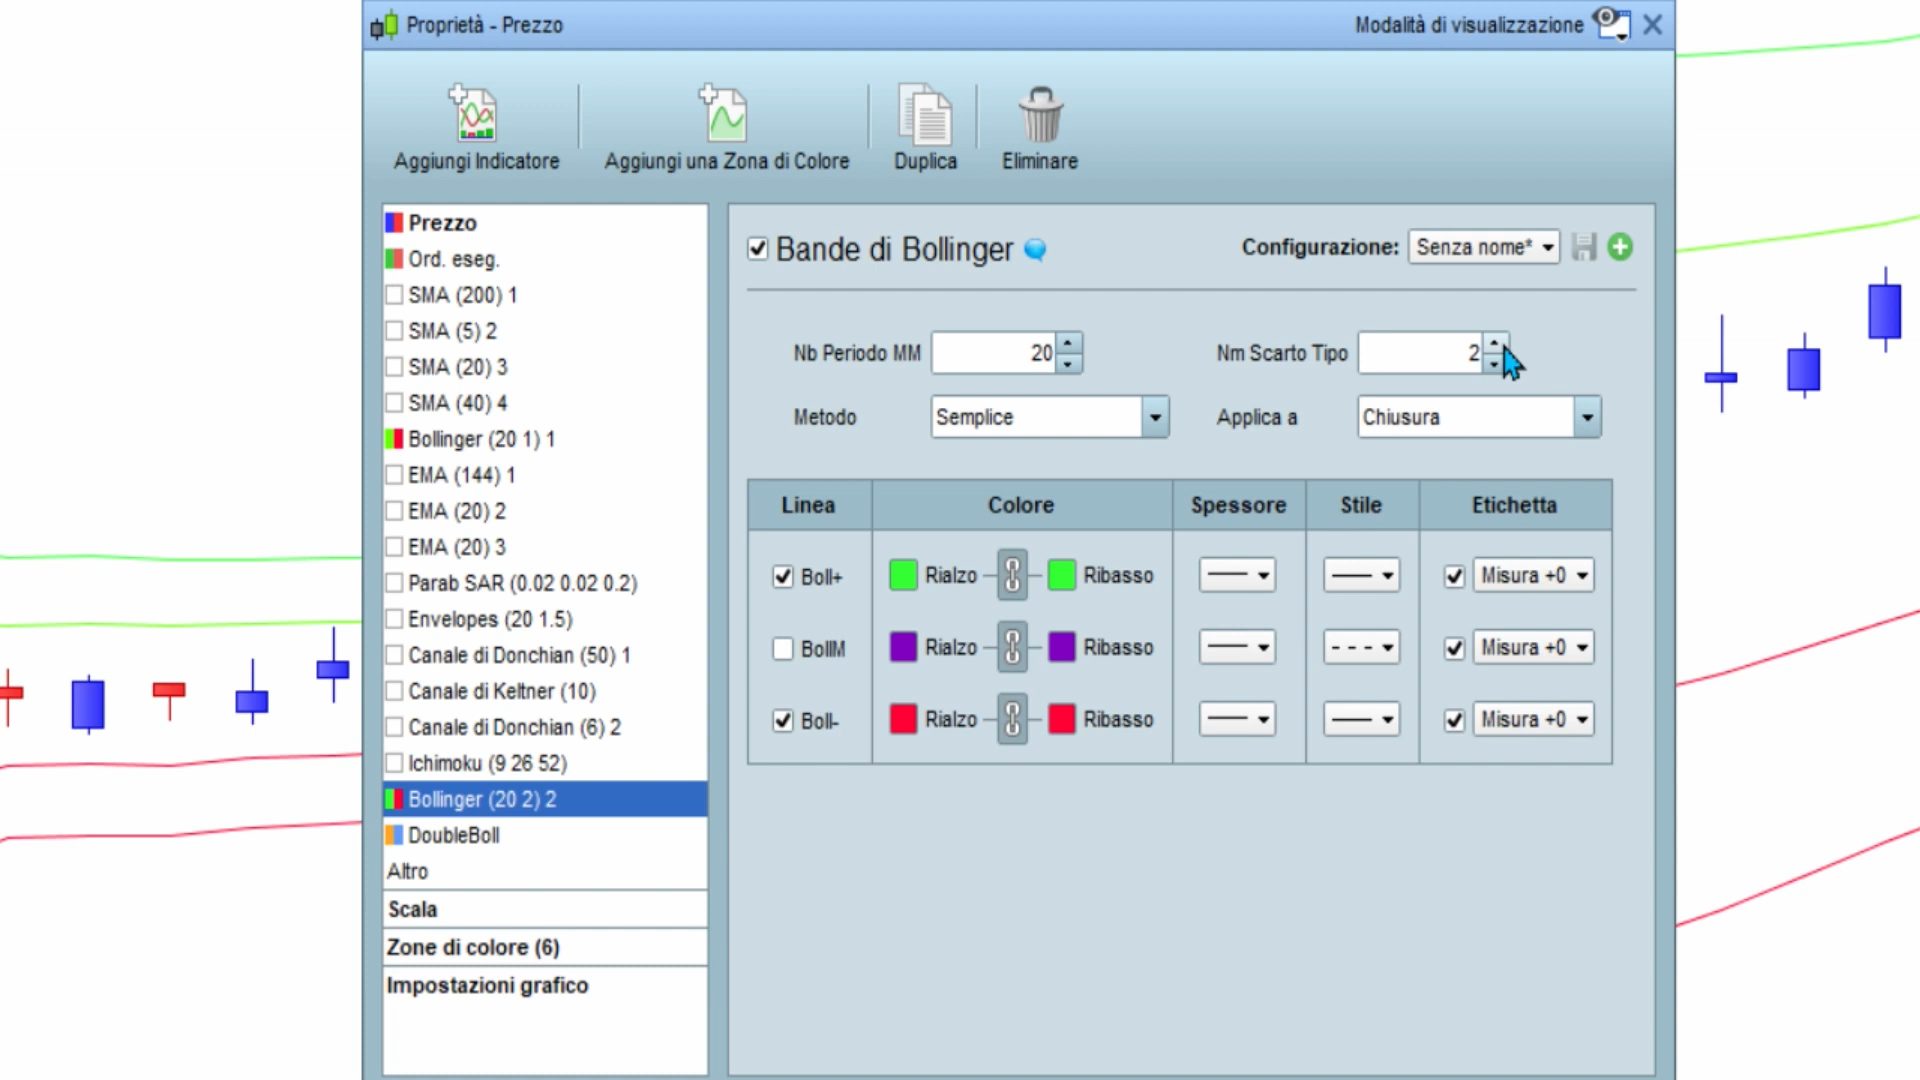 Proprietà - Prezzo
Modalità di visualizzazione
Aggiungi Indicatore
Aggiungi una Zona di Colore
Duplica
Eliminare
Prezzo
Ord. eseg.
SMA (200) 1
SMA (5) 2
SMA (20) 3
SMA (40) 4
Bollinger (20 1) 1
EMA (144) 1
EMA (20) 2
EMA (20) 3
Parab SAR (0.02 0.02 0.2)
Envelopes (20 1.5)
Canale di Donchian (50) 1
Canale di Keltner (10)
Canale di Donchian (6) 2
Ichimoku (9 26 52)
Bollinger (20 2) 2
DoubleBoll
Altro
Scala
Zone di colore (6)
Impostazioni grafico
Bande di Bollinger
Configurazione: Senza nome*
Nb Periodo MM 20
Nm Scarto Tipo 2
Metodo Semplice
Applica a Chiusura
Linea Colore Spessore Stile Etichetta
Boll+ Rialzo Ribasso Misura +0
BollM Rialzo Ribasso Misura +0
Boll- Rialzo Ribasso Misura +0